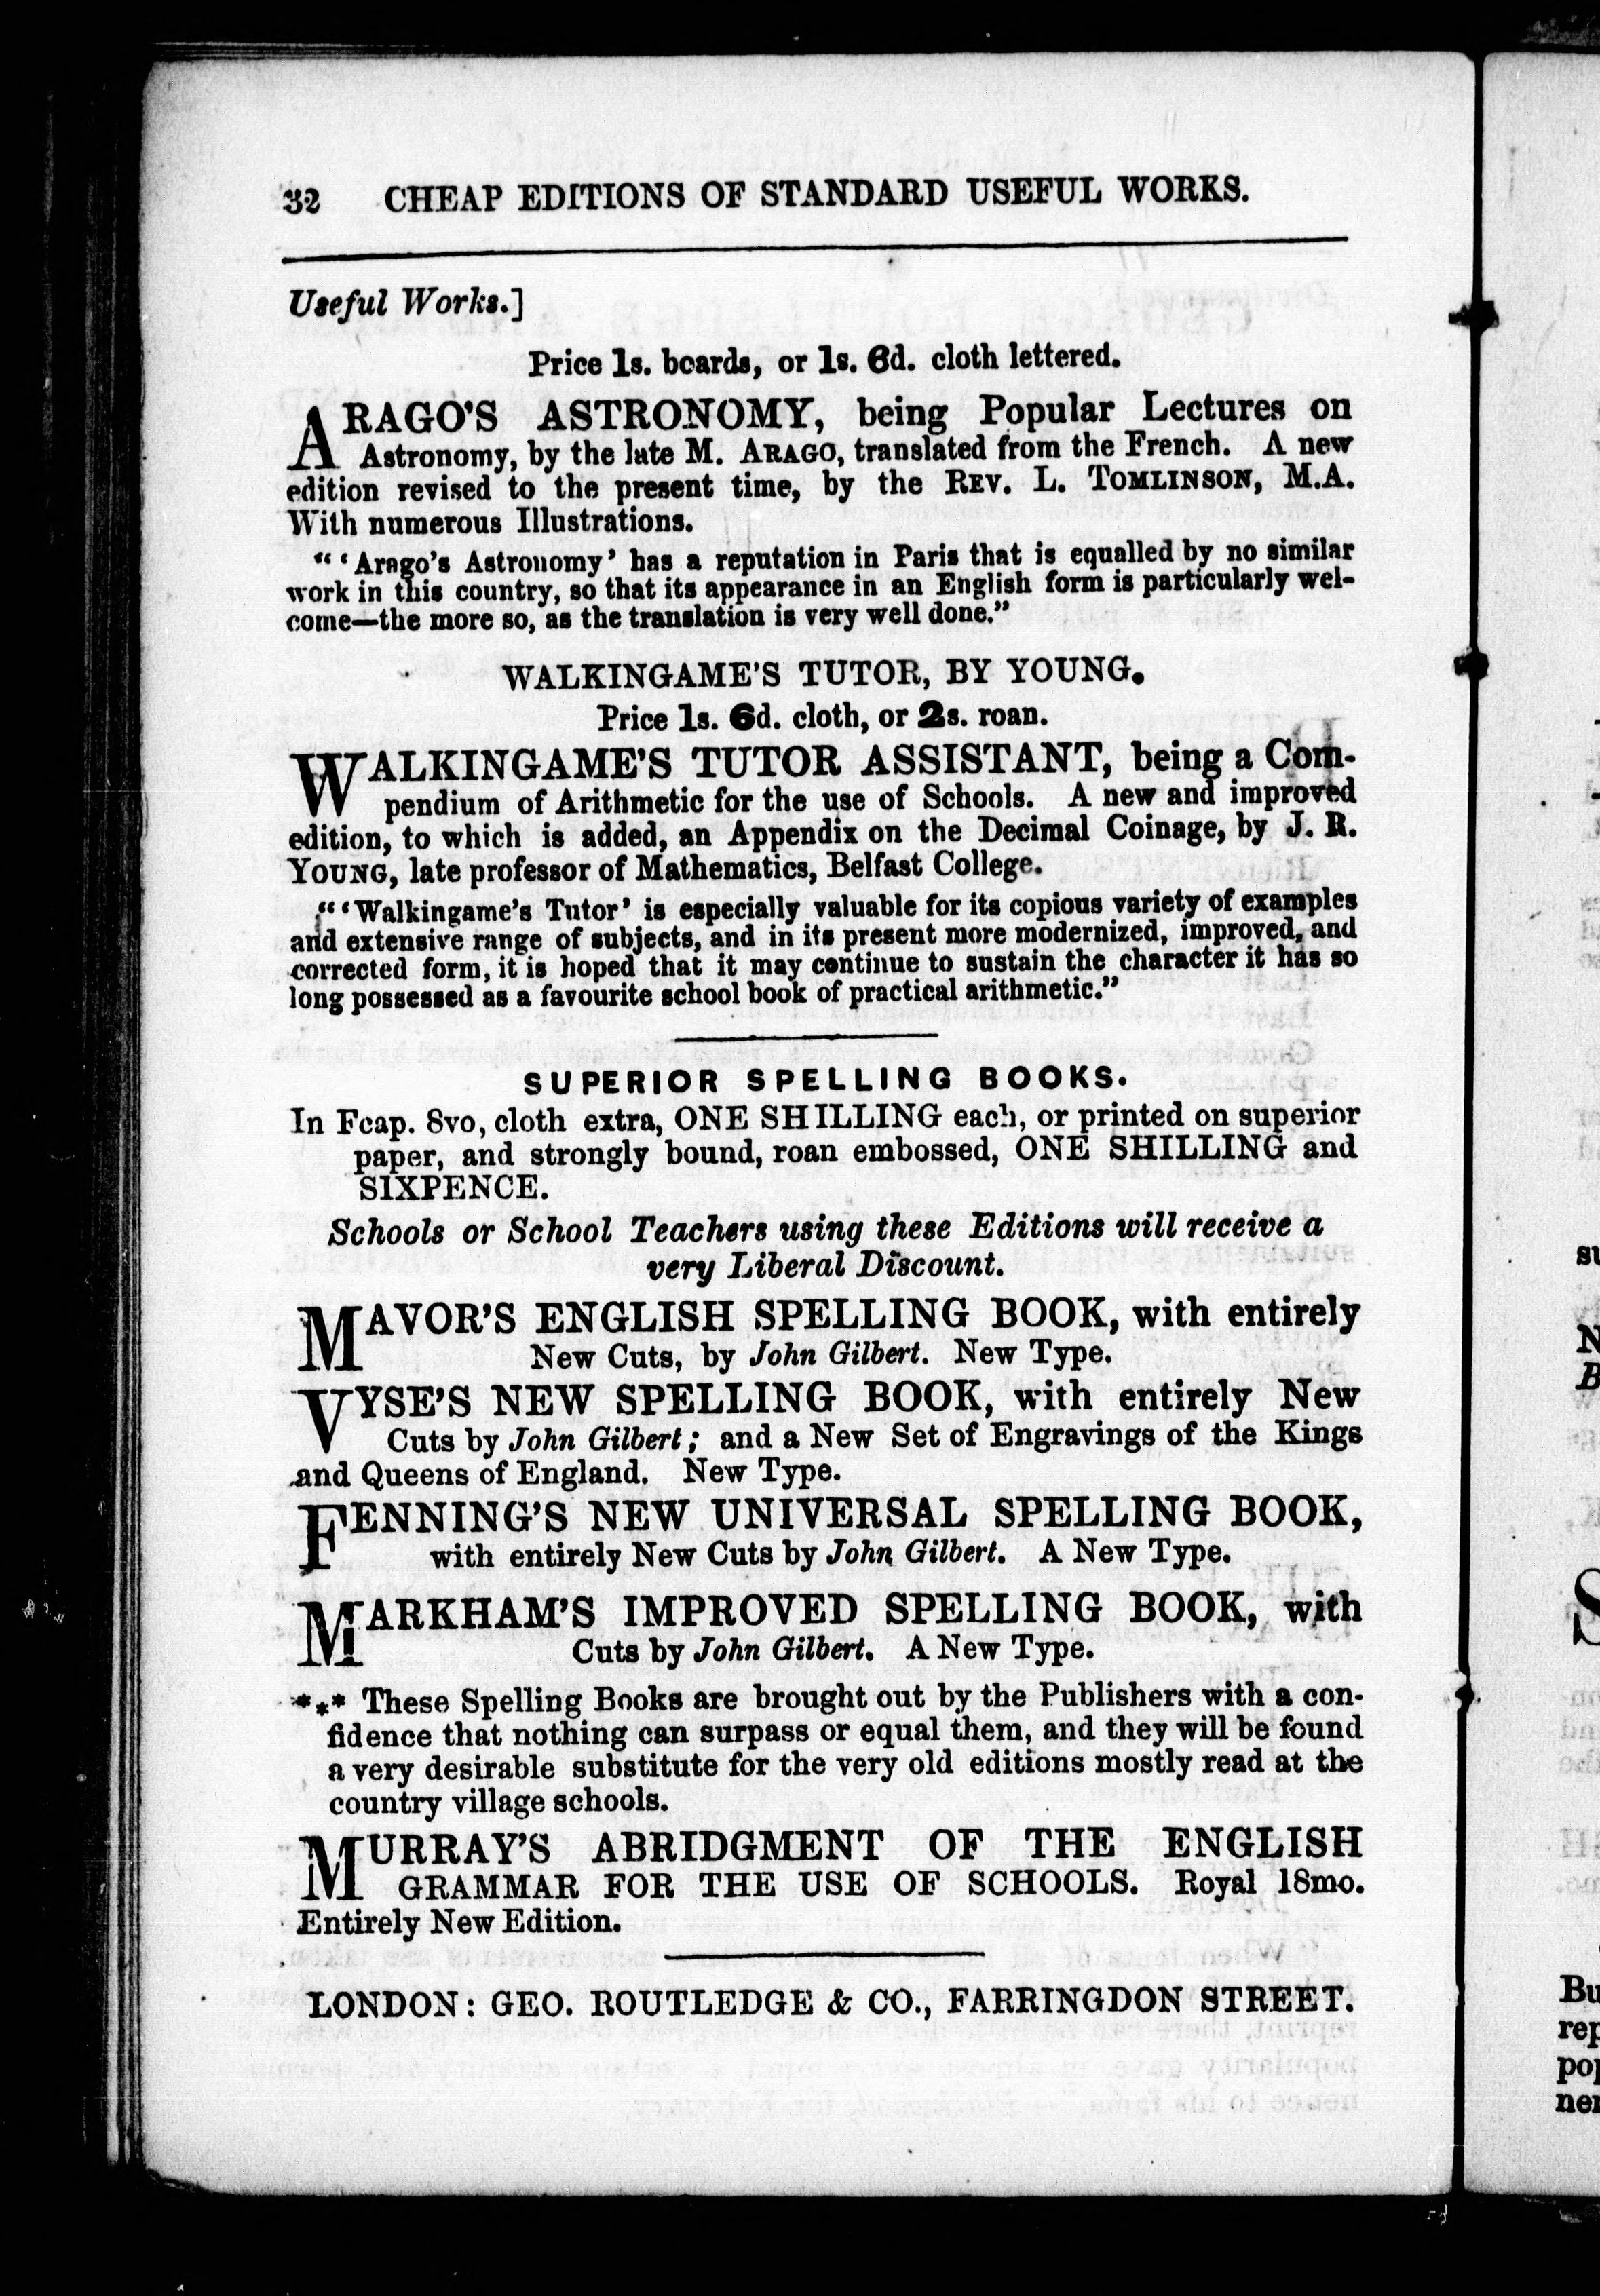 32 CHEAP EDITIONS OF STANDARD USEFUL WORKS.
Useful Works.]
Price 1s. boards, or 1s. 6d. cloth lettered.
ARAGO'S ASTRONOMY, being Popular Lectures on
Astronomy, by the late M. ARAGO, translated from the French. A new
edition revised to the present time, by the REV. L. TOMLINSON, M.A.
With numerous Illustrations.
"'Arago's Astronomy' has a reputation in Paris that is equalled by no similar
work in this country, so that its appearance in an English form is particularly wel-
come—the more so, as the translation is very well done."
WALKINGAME'S TUTOR, BY YOUNG.
Price 1s. 6d. cloth, or 2s. roan.
WALKINGAME'S TUTOR ASSISTANT, being a Com-
pendium of Arithmetic for the use of Schools. A new and improved
edition, to which is added, an Appendix on the Decimal Coinage, by J. R.
YOUNG, late professor of Mathematics, Belfast College.
"'Walkingame's Tutor' is especially valuable for its copious variety of examples
and extensive range of subjects, and in its present more modernized, improved, and
corrected form, it is hoped that it may continue to sustain the character it has so
long possessed as a favourite school book of practical arithmetic."
SUPERIOR SPELLING BOOKS.
In Fcap. 8vo, cloth extra, ONE SHILLING each, or printed on superior
paper, and strongly bound, roan embossed, ONE SHILLING and
SIXPENCE.
Schools or School Teachers using these Editions will receive a
very Liberal Discount.
MAVOR'S ENGLISH SPELLING BOOK, with entirely
New Cuts, by John Gilbert. New Type.
VYSE'S NEW SPELLING BOOK, with entirely New
Cuts by John Gilbert; and a New Set of Engravings of the Kings
and Queens of England. New Type.
FENNING'S NEW UNIVERSAL SPELLING BOOK,
with entirely New Cuts by John Gilbert. A New Type.
MARKHAM'S IMPROVED SPELLING BOOK, with
Cuts by John Gilbert. A New Type.
*** These Spelling Books are brought out by the Publishers with a con-
fidence that nothing can surpass or equal them, and they will be found
a very desirable substitute for the very old editions mostly read at the
country village schools.
MURRAY'S ABRIDGMENT OF THE ENGLISH
GRAMMAR FOR THE USE OF SCHOOLS. Royal 18mo.
Entirely New Edition.
LONDON: GEO. ROUTLEDGE & CO., FARRINGDON STREET.